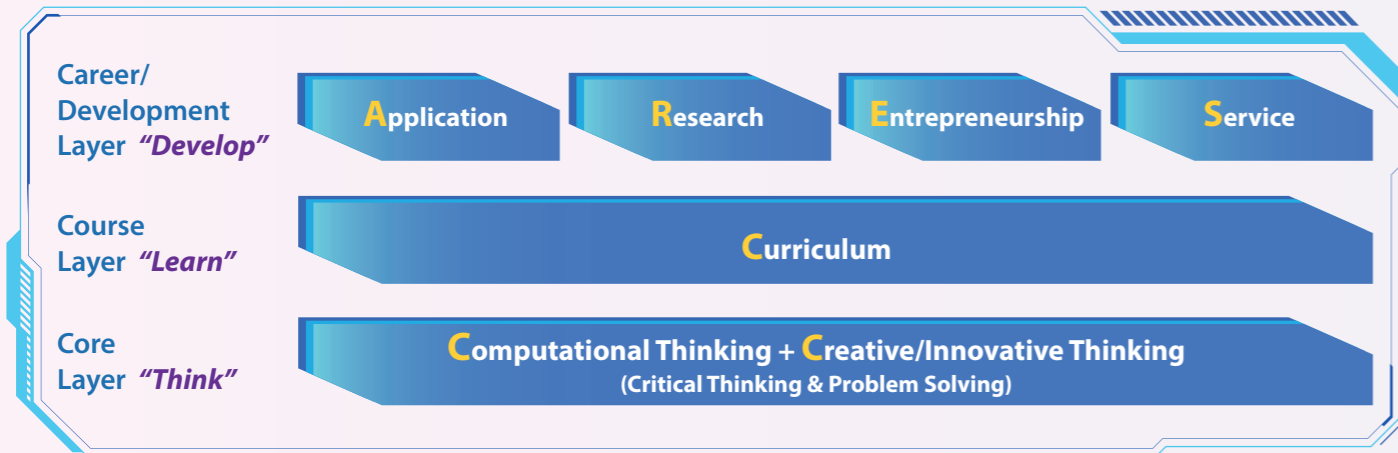 Career/
Development
Layer "Develop"
Application
Research
Entrepreneurship
Service
Course
Layer "Learn"
Curriculum
Core
Layer "Think"
Computational Thinking + Creative/Innovative Thinking
(Critical Thinking & Problem Solving)